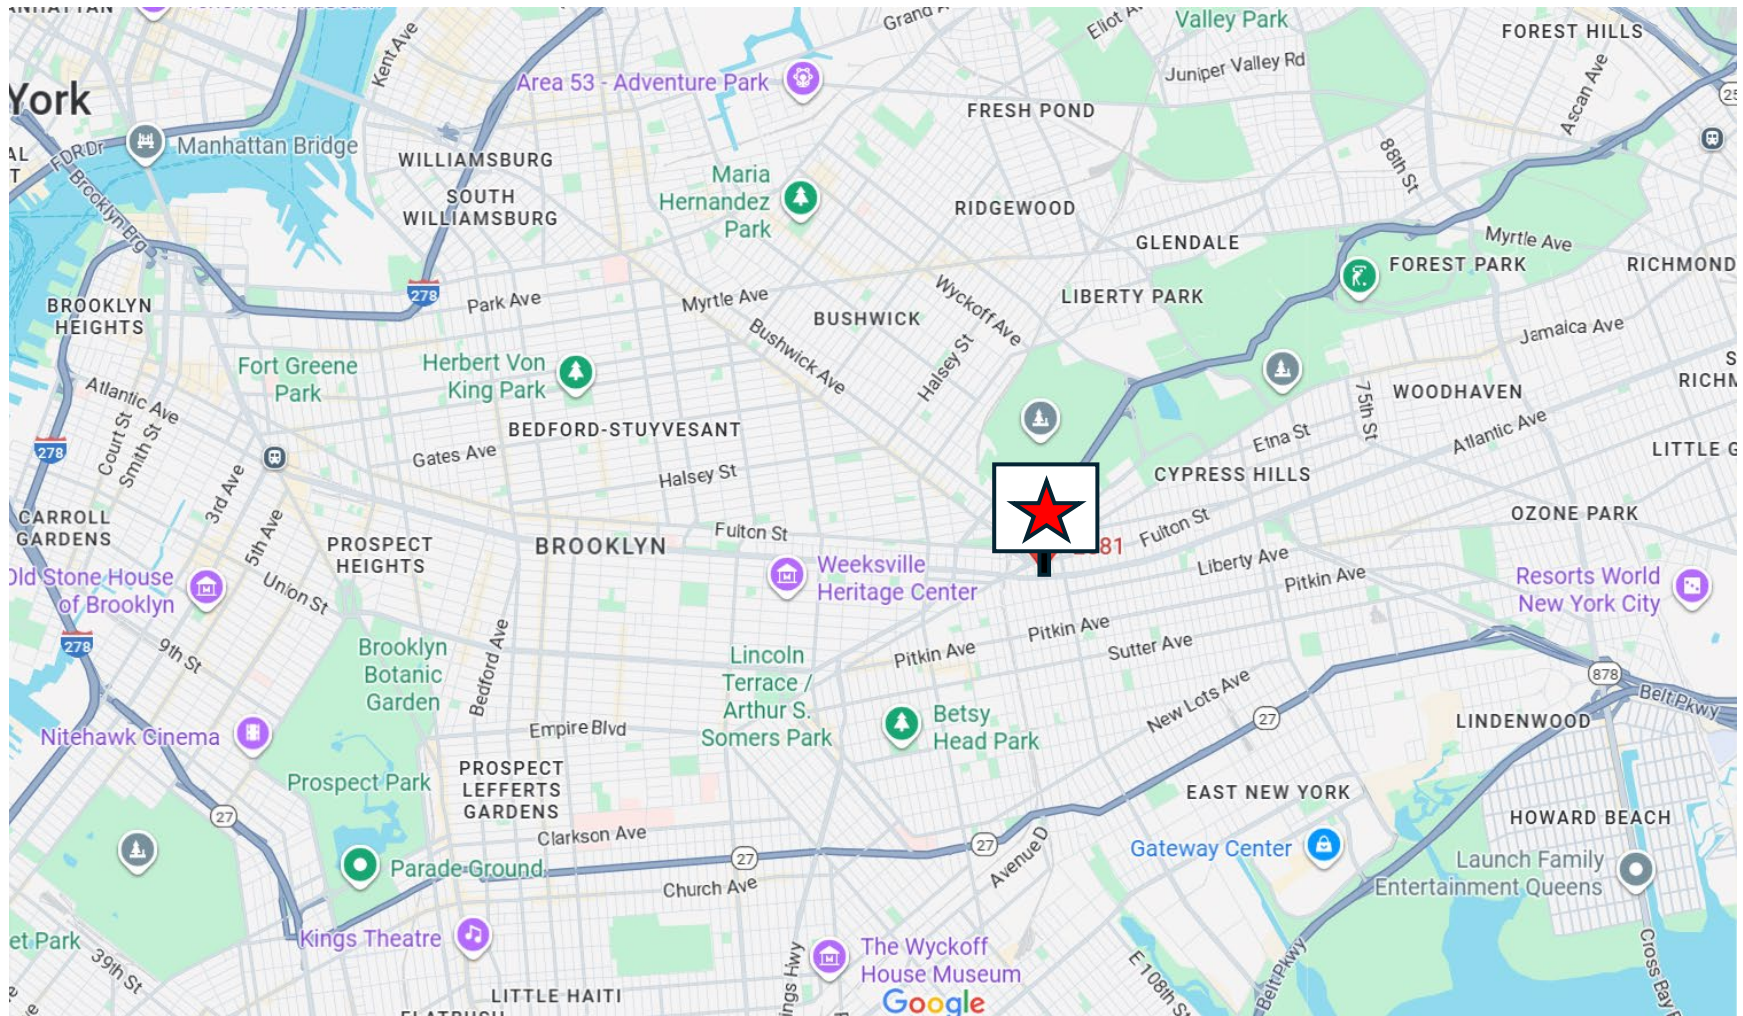 Grand A
Eliot Av
Valley Park
FOREST HILLS
Kent Ave
Juniper Valley Rd
Area 53 - Adventure Park
Ascan Ave
York
FRESH POND
Manhattan Bridge
FDR Dr
WILLIAMSBURG
88th St
Brooklyn Brg
SOUTH
WILLIAMSBURG
Maria
Hernandez
Park
RIDGEWOOD
GLENDALE
Myrtle Ave
FOREST PARK
RICHMOND
278
Park Ave
Myrtle Ave
Wyckoff Ave
LIBERTY PARK
BROOKLYN
HEIGHTS
BUSHWICK
Jamaica Ave
Bushwick Ave
Halsey St
Fort Greene
Park
Herbert Von
King Park
Atlantic Ave
75th St
WOODHAVEN
RICHM
Court St
Smith St
BEDFORD-STUYVESANT
Etna St
Atlantic Ave
278
Gates Ave
LITTLE G
3rd Ave
Halsey St
CYPRESS HILLS
CARROLL
GARDENS
5th Ave
OZONE PARK
Fulton St
Fulton St
PROSPECT
HEIGHTS
BROOKLYN
81
Liberty Ave
Old Stone House
of Brooklyn
Union St
Weeksville
Heritage Center
Pitkin Ave
Resorts World
New York City
278
9th St
Bedford Ave
Pitkin Ave
Pitkin Ave
Sutter Ave
Brooklyn
Botanic
Garden
Lincoln
Terrace /
Arthur S.
Somers Park
878
Belt Pkwy
New Lots Ave
27
Nitehawk Cinema
Empire Blvd
Betsy
Head Park
LINDENWOOD
Prospect Park
PROSPECT
LEFFERTS
GARDENS
EAST NEW YORK
27
HOWARD BEACH
Clarkson Ave
27
27
Avenue D
Gateway Center
Parade Ground
Church Ave
Launch Family
Entertainment Queens
et Park
39th St
Kings Theatre
The Wyckoff
House Museum
ngs Hwy
E 108th St
Belt Pkwy
Cross Bay
LITTLE HAITI
Google